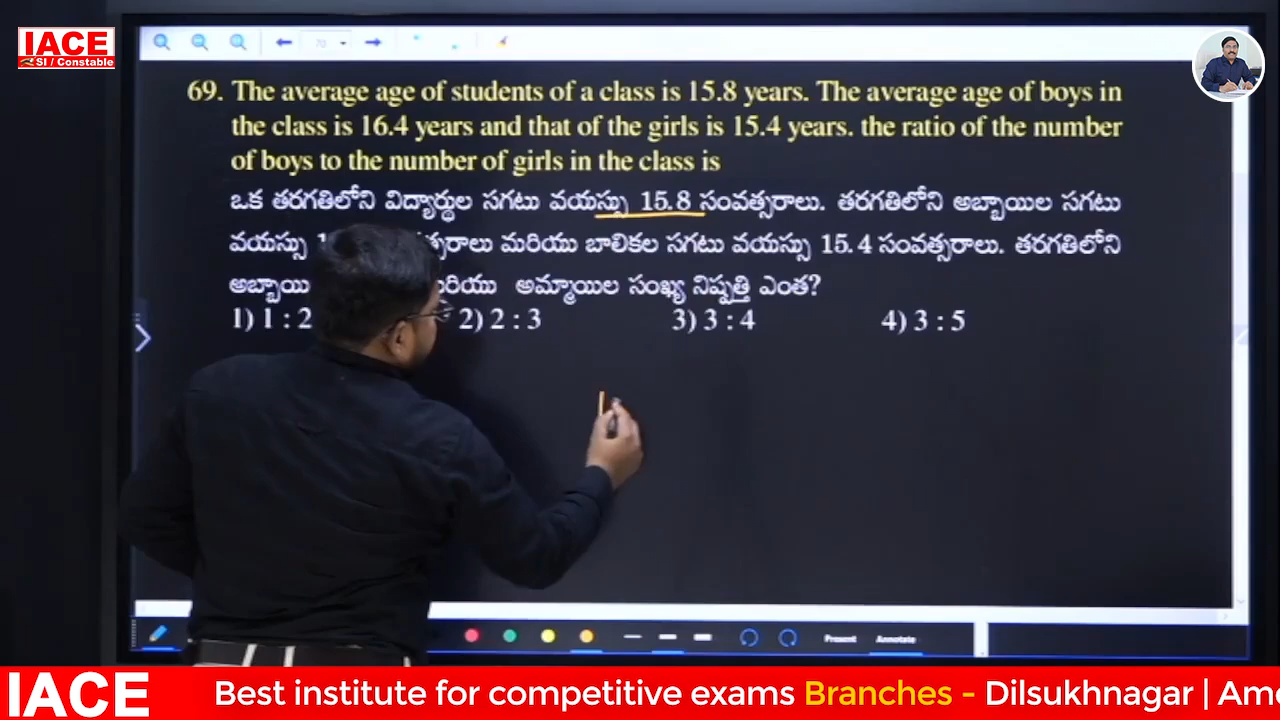 IACE
SI / Constable
70
69. The average age of students of a class is 15.8 years. The average age of boys in
the class is 16.4 years and that of the girls is 15.4 years. the ratio of the number
of boys to the number of girls in the class is
ఒక తరగతిలోని విద్యార్థుల సగటు వయస్సు 15.8 సంవత్సరాలు. తరగతిలోని అబ్బాయిల సగటు
వయస్సు మరియు బాలికల సగటు వయస్సు 15.4 సంవత్సరాలు. తరగతిలోని
అమ్మాయిల సంఖ్య నిష్పత్తి ఎంత?
1) 1 : 2 2) 2 : 3 3) 3 : 4 4) 3 : 5
Present Annotate
IACE Best institute for competitive exams Branches - Dilsukhnagar |